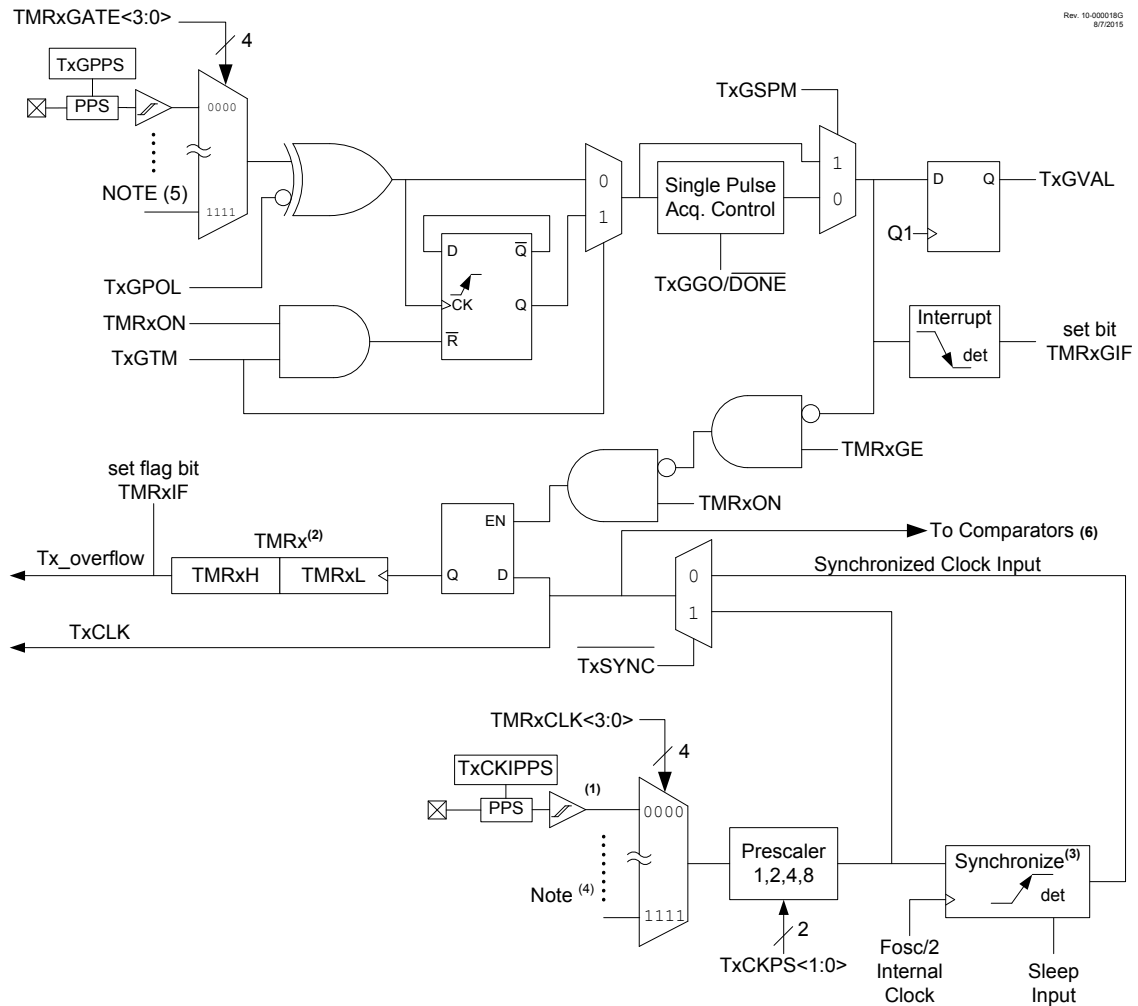 Rev. 10-000018G
8/7/2015
TMRxGATE<3:0>
4
TxGPPS
PPS
0000
NOTE (5)
1111
TxGPOL
TMRxON
TxGTM
D
Q
CK
Q
R
0
1
Single Pulse
Acq. Control
TxGGO/DONE
TxGSPM
1
0
D
Q
Q1
TxGVAL
Interrupt
det
set bit
TMRxGIF
TMRxGE
TMRxON
set flag bit
TMRxIF
Tx_overflow
TMRx(2)
TMRxH
TMRxL
EN
Q
D
TxCLK
To Comparators (6)
Synchronized Clock Input
0
1
TxSYNC
TMRxCLK<3:0>
4
TxCKIPPS
PPS
(1)
0000
Note (4)
1111
Prescaler
1,2,4,8
2
TxCKPS<1:0>
Synchronize(3)
det
Fosc/2
Internal
Clock
Sleep
Input